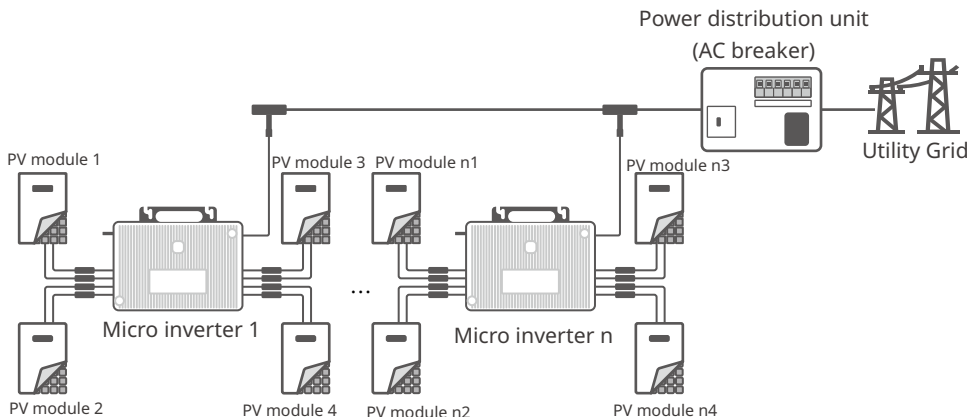 Power distribution unit
(AC breaker)
Utility Grid
PV module 1
PV module 3
PV module n1
PV module n3
...
Micro inverter 1
Micro inverter n
PV module 2
PV module 4
PV module n2
PV module n4